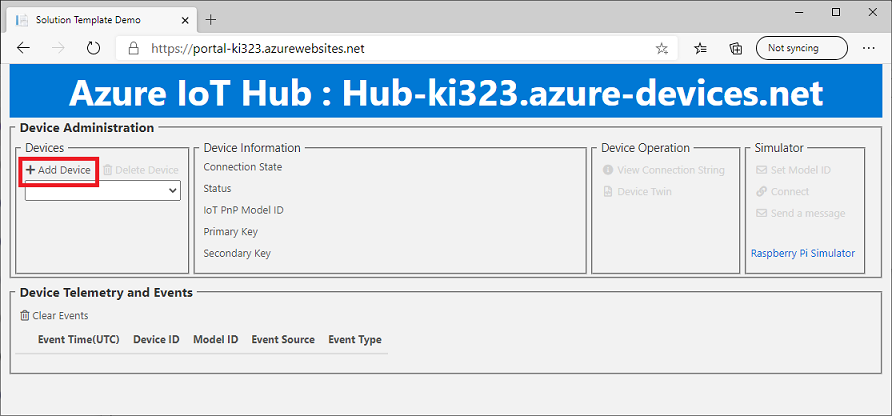 Solution Template Demo
https://portal-ki323.azurewebsites.net
Not syncing
Azure IoT Hub : Hub-ki323.azure-devices.net
Device Administration
Devices
Add Device
Delete Device
Device Information
Connection State
Status
IoT PnP Model ID
Primary Key
Secondary Key
Device Operation
View Connection String
Device Twin
Simulator
Set Model ID
Connect
Send a message
Raspberry Pi Simulator
Device Telemetry and Events
Clear Events
Event Time(UTC) Device ID Model ID Event Source Event Type